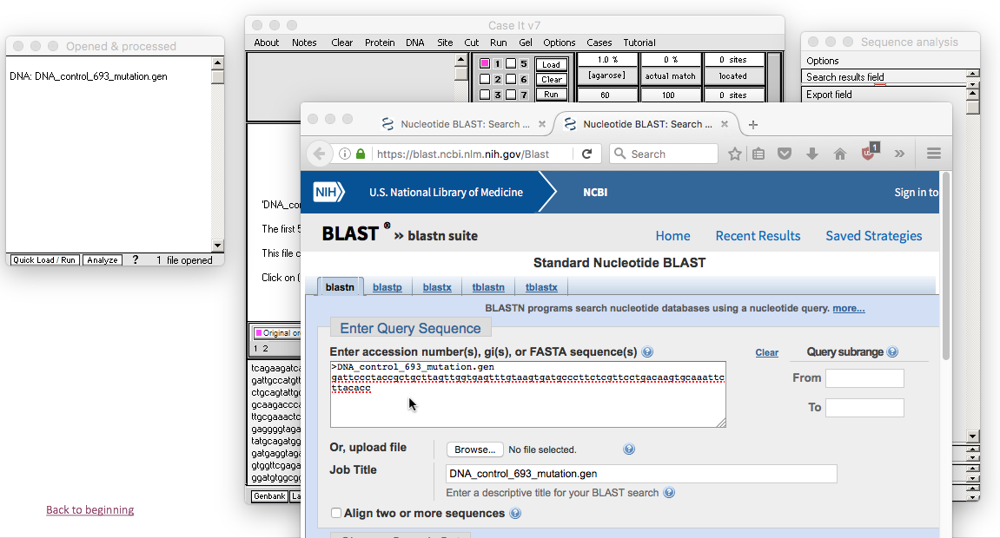 Opened & processed
DNA: DNA_control_693_mutation.gen
Quick Load / Run Analyze ? 1 file opened
Back to beginning
Case It v7
About Notes Clear Protein DNA Site Cut Run Gel Options Cases Tutorial
1 5 Load 1.0 % 0 % 0 sites
2 6 Clear [agarose] actual match located
3 7 Run 60 100 0 sites
'DNA_co
The first 5
This file c
Click on
Original or
1 2
tcagaagatca
gattgccatgtt
ctgcagtattgc
gcaagacccа
ttgcgaaactc
gaggggtaga
tatgcagatgg
gatgaggtaga
gtggttcgaga
ggatgtggcgg
Genbank La
Sequence analysis
Options
Search results field
Export field
Nucleotide BLAST: Search ... Nucleotide BLAST: Search ...
https://blast.ncbi.nlm.nih.gov/Blast Search 1
NIH U.S. National Library of Medicine NCBI Sign in to
BLAST ® » blastn suite Home Recent Results Saved Strategies
Standard Nucleotide BLAST
blastn blastp blastx tblastn tblastx
BLASTN programs search nucleotide databases using a nucleotide query. more...
Enter Query Sequence
Enter accession number(s), gi(s), or FASTA sequence(s) Clear Query subrange
>DNA_control_693_mutation.gen
gattccctaccgctgcttagttggtgagtttgtaagtgatgcccttctcgttcctgacaagtgcaaattc
ttacacc
From
To
Or, upload file Browse... No file selected.
Job Title DNA_control_693_mutation.gen
Enter a descriptive title for your BLAST search
Align two or more sequences